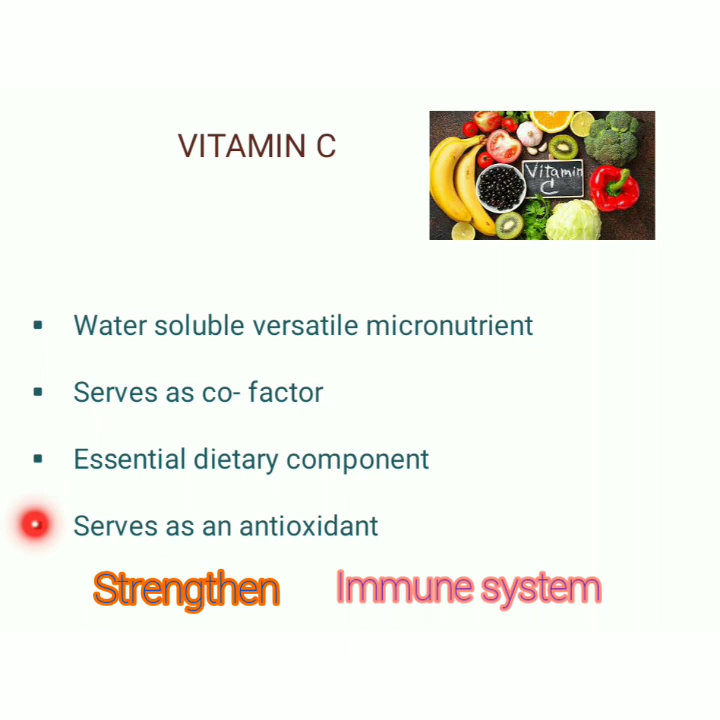 VITAMIN C
Vitamin
C
▪ Water soluble versatile micronutrient
▪ Serves as co- factor
▪ Essential dietary component
Serves as an antioxidant
Strengthen Immune system